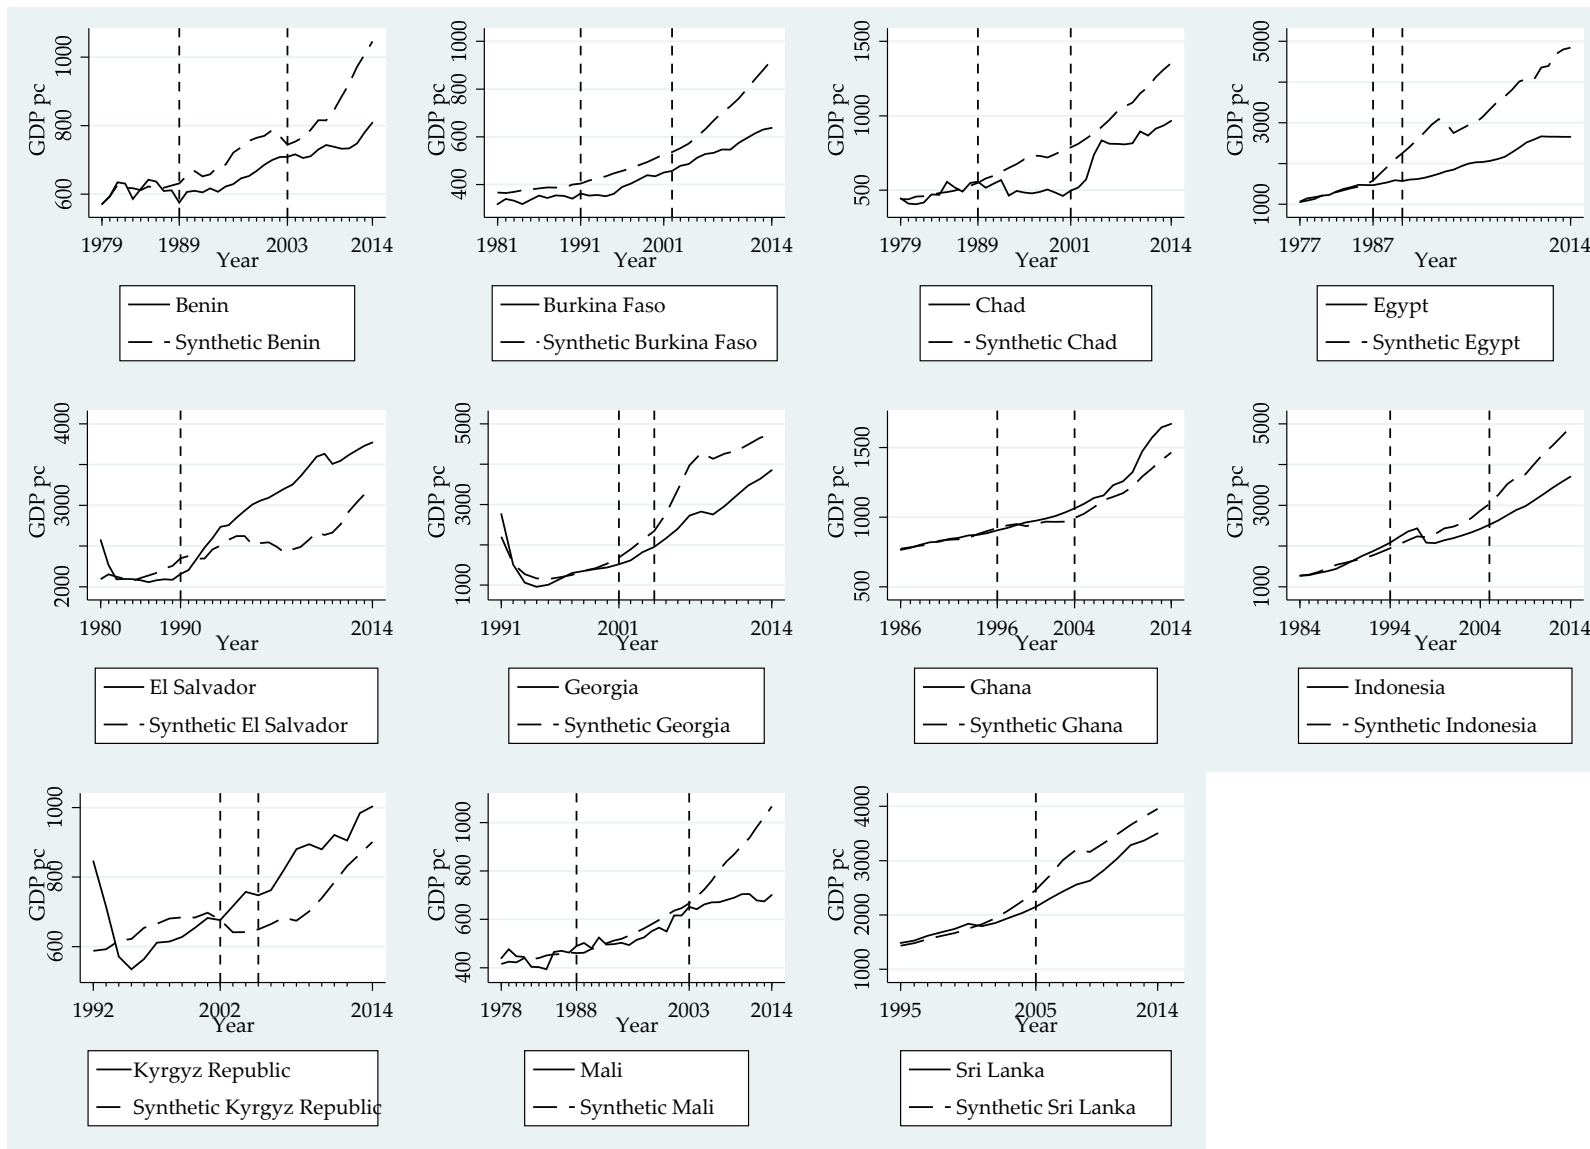 GDP pc
600 800 1000
1979 1989 2003 2014
Year
Benin
Synthetic Benin
GDP pc
400 600 800 1000
1981 1991 2001 2014
Year
Burkina Faso
Synthetic Burkina Faso
GDP pc
500 1000 1500
1979 1989 2001 2014
Year
Chad
Synthetic Chad
GDP pc
1000 3000 5000
1977 1987 2014
Year
Egypt
Synthetic Egypt
GDP pc
2000 3000 4000
1980 1990 2014
Year
El Salvador
Synthetic El Salvador
GDP pc
1000 3000 5000
1991 2001 2014
Year
Georgia
Synthetic Georgia
GDP pc
500 1000 1500
1986 1996 2004 2014
Year
Ghana
Synthetic Ghana
GDP pc
1000 3000 5000
1984 1994 2004 2014
Year
Indonesia
Synthetic Indonesia
GDP pc
600 800 1000
1992 2002 2014
Year
Kyrgyz Republic
Synthetic Kyrgyz Republic
GDP pc
400 600 800 1000
1978 1988 2003 2014
Year
Mali
Synthetic Mali
GDP pc
1000 2000 3000 4000
1995 2005 2014
Year
Sri Lanka
Synthetic Sri Lanka